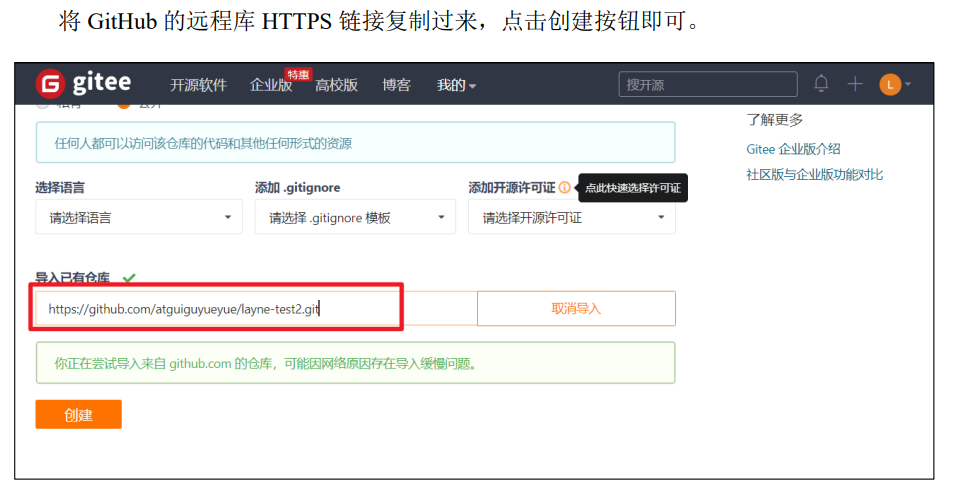 将 GitHub 的远程库 HTTPS 链接复制过来，点击创建按钮即可。
gitee 开源软件 企业版 特惠 高校版 博客 我的 搜开源 L
任何人都可以访问该仓库的代码和其他任何形式的资源
了解更多
Gitee 企业版介绍
社区版与企业版功能对比
选择语言 添加 .gitignore 添加开源许可证 点此快速选择许可证
请选择语言 请选择 .gitignore 模板 请选择开源许可证
导入已有仓库
https://github.com/atguiguyueyue/layne-test2.git 取消导入
你正在尝试导入来自 github.com 的仓库，可能因网络原因存在导入缓慢问题。
创建